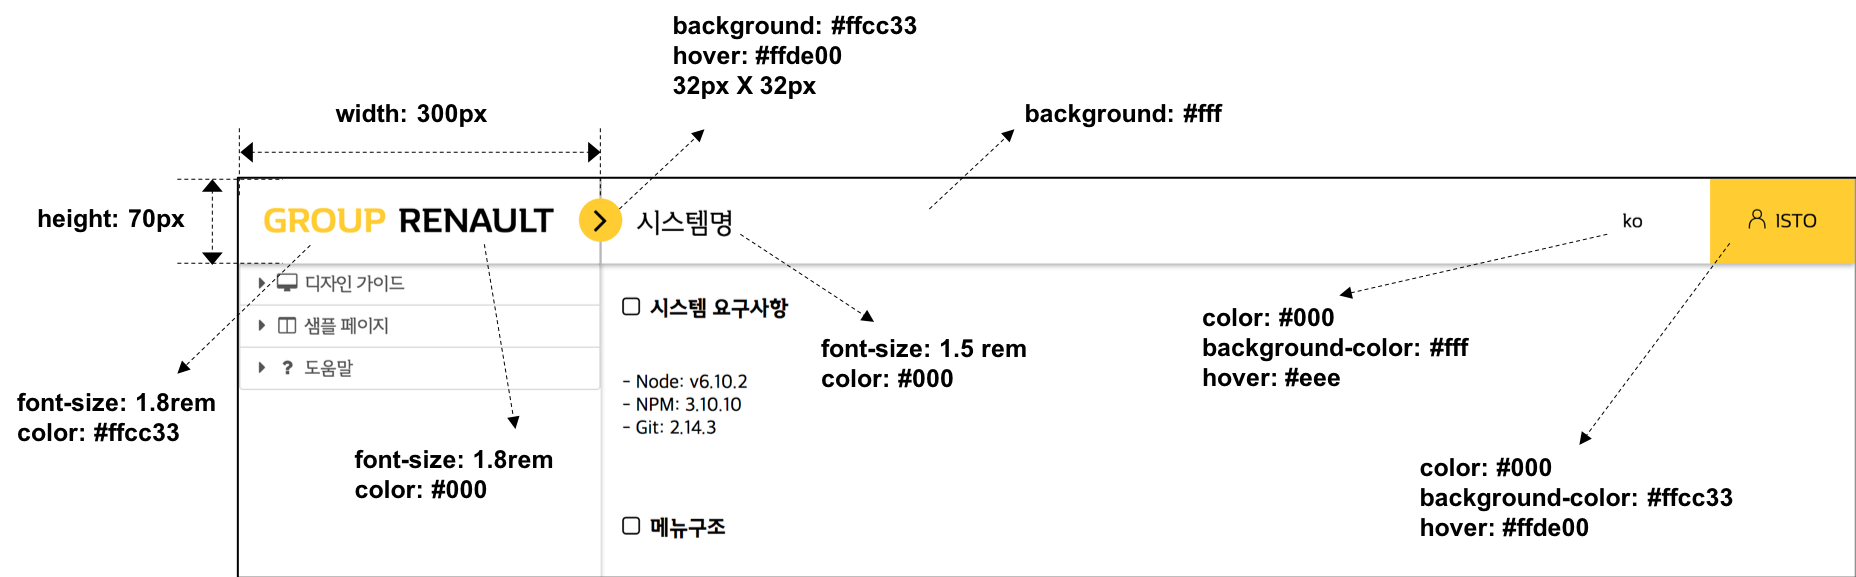 background: #ffcc33
hover: #ffde00
32px X 32px
width: 300px
background: #fff
height: 70px
GROUP RENAULT
시스템명
ko
ISTO
디자인 가이드
샘플 페이지
? 도움말
시스템 요구사항
- Node: v6.10.2
- NPM: 3.10.10
- Git: 2.14.3
메뉴구조
font-size: 1.8rem
color: #ffcc33
font-size: 1.8rem
color: #000
font-size: 1.5 rem
color: #000
color: #000
background-color: #fff
hover: #eee
color: #000
background-color: #ffcc33
hover: #ffde00